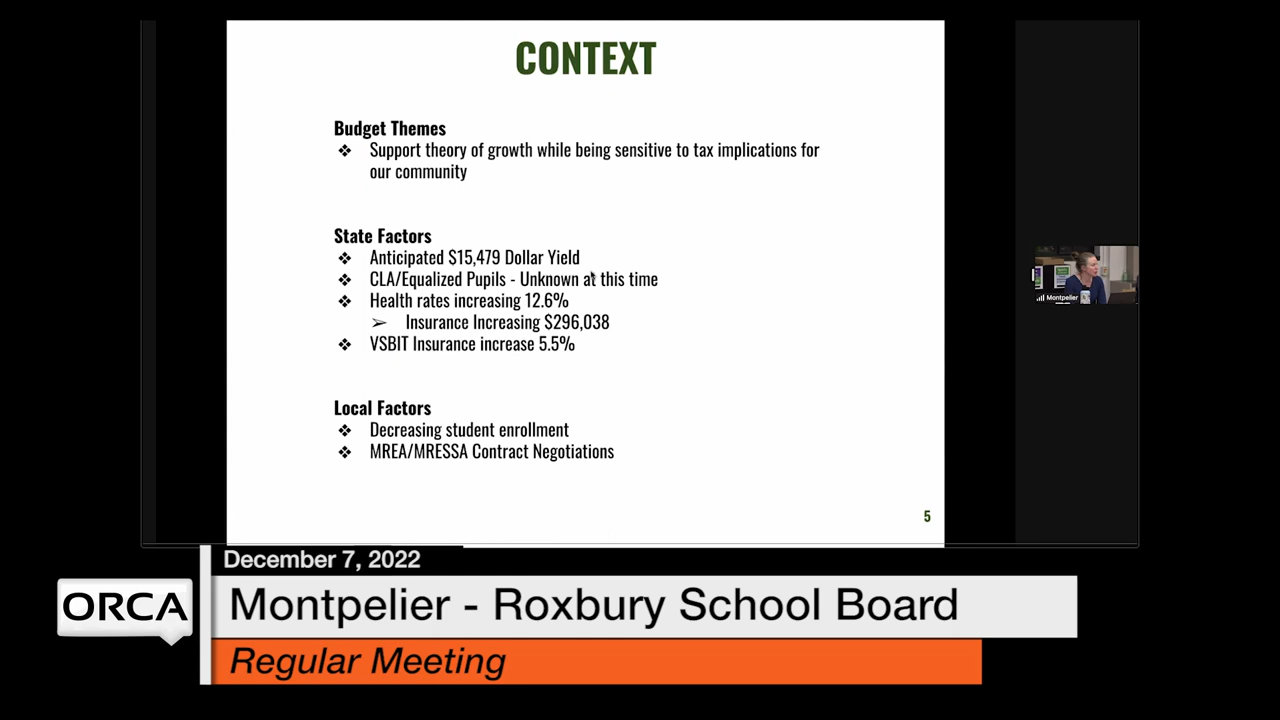 CONTEXT
Budget Themes
❖ Support theory of growth while being sensitive to tax implications for
our community
State Factors
❖ Anticipated $15,479 Dollar Yield
❖ CLA/Equalized Pupils - Unknown at this time
❖ Health rates increasing 12.6%
➢ Insurance Increasing $296,038
❖ VSBIT Insurance increase 5.5%
Local Factors
❖ Decreasing student enrollment
❖ MREA/MRESSA Contract Negotiations
5
Montpelier
December 7, 2022
ORCA
Montpelier - Roxbury School Board
Regular Meeting